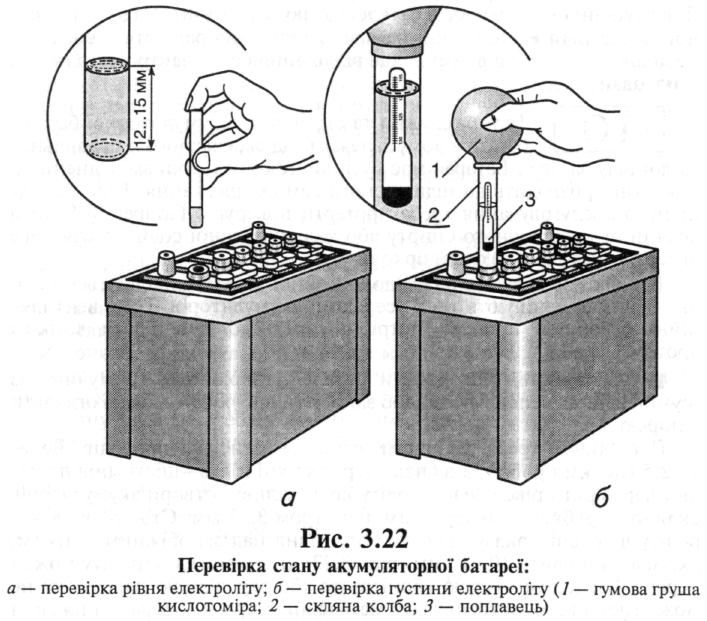 12...15 мм
1
2
3
а
б
Рис. 3.22
Перевірка стану акумуляторної батареї:
а — перевірка рівня електроліту; б — перевірка густини електроліту (1 — гумова груша
кислотоміра; 2 — скляна колба; 3 — поплавець)